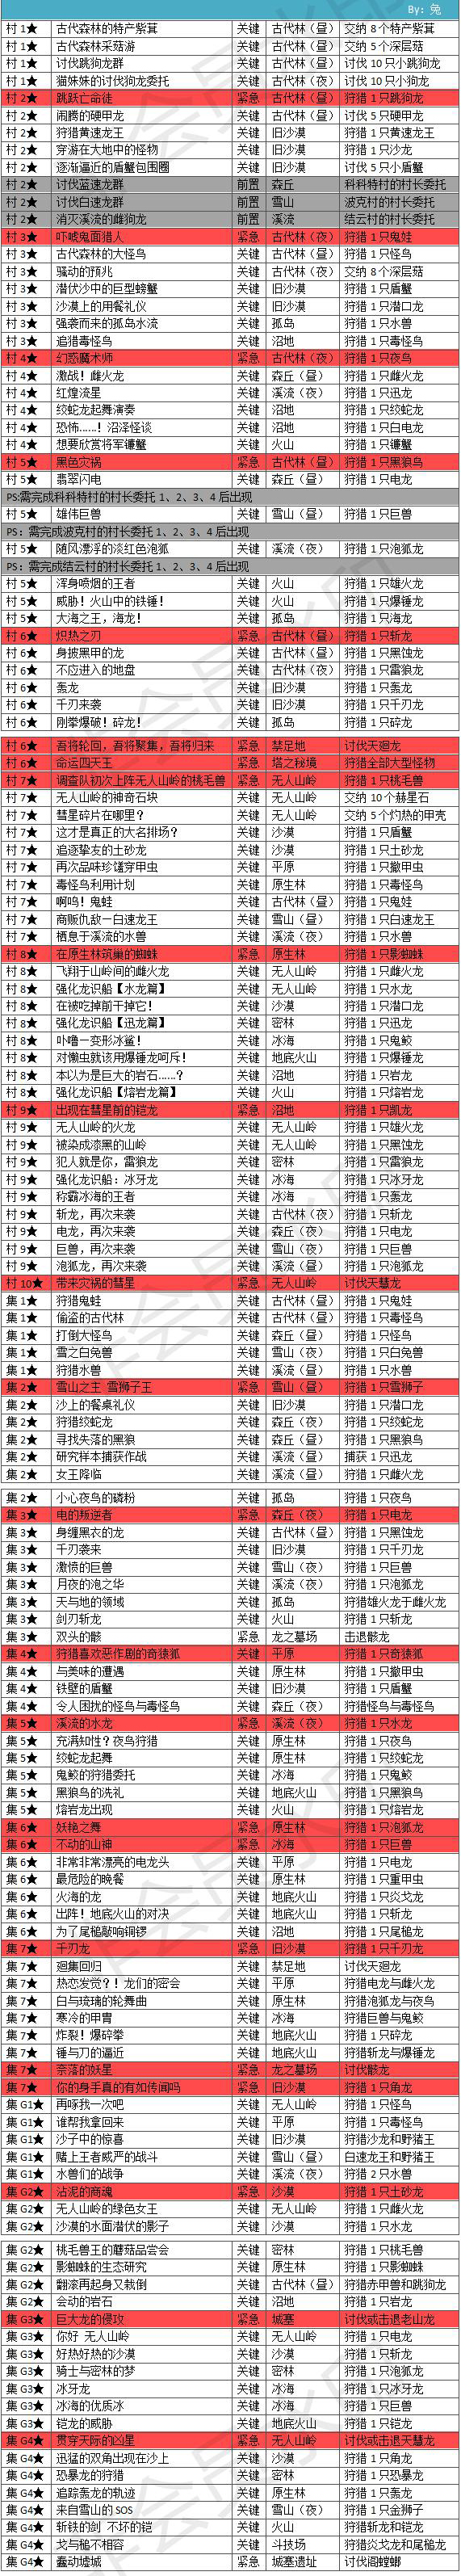 By: 兔
村 1★ 古代森林的特产紫萁 关键 古代林（昼） 交纳 8 个特产紫萁
村 1★ 古代森林采菇游 关键 古代林（昼） 交纳 5 个深层菇
村 1★ 讨伐跳狗龙群 关键 古代林（昼） 讨伐 10 只小跳狗龙
村 1★ 猫妹妹的讨伐狗龙委托 关键 古代林（昼） 讨伐 10 只小狗龙
村 2★ 跳跃亡命徒 紧急 古代林（昼） 狩猎 1 只跳狗龙
村 2★ 闹腾的硬甲龙 关键 古代林（昼） 讨伐 5 只硬甲龙
村 2★ 狩猎黄速龙王 关键 旧沙漠 狩猎 1 只黄速龙王
村 2★ 穿游在大地中的怪物 关键 旧沙漠 狩猎 1 只沙龙
村 2★ 逐渐逼近的盾蟹包围圈 关键 旧沙漠 讨伐 5 只小盾蟹
村 2★ 讨伐蓝速龙群 前置 森丘 科科特村的村长委托
村 2★ 讨伐白速龙群 前置 雪山 波克村的村长委托
村 2★ 消灭溪流的雌狗龙 前置 溪流 结云村的村长委托
村 3★ 吓唬鬼面猎人 紧急 古代林（夜） 狩猎 1 只鬼蛙
村 3★ 古代森林的大怪鸟 关键 古代林（昼） 狩猎 1 只怪鸟
村 3★ 骚动的預兆 关键 古代林（夜） 交纳 8 个深层菇
村 3★ 潜伏沙中的巨型螃蟹 关键 旧沙漠 狩猎 1 只盾蟹
村 3★ 沙漠上的用餐礼仪 关键 旧沙漠 狩猎 1 只潜口龙
村 3★ 强袭而来的孤岛水流 关键 孤岛 狩猎 1 只水兽
村 3★ 追猎毒怪鸟 关键 沼地 狩猎 1 只毒怪鸟
村 4★ 幻惑魔术师 紧急 古代林（夜） 狩猎 1 只夜鸟
村 4★ 激战！雌火龙 关键 森丘（昼） 狩猎 1 只雌火龙
村 4★ 红煌流星 关键 溪流（夜） 狩猎 1 只迅龙
村 4★ 绞蛇龙起舞演奏 关键 沼地 狩猎 1 只绞蛇龙
村 4★ 恐怖……！沼泽怪谈 关键 沼地 狩猎 1 只白电龙
村 4★ 想要欣赏将军镰蟹 关键 火山 狩猎 1 只镰蟹
村 5★ 黑色灾祸 紧急 古代林（昼） 狩猎 1 只黑狼鸟
村 5★ 翡翠闪电 关键 森丘（昼） 狩猎 1 只电龙
PS:需完成科科特村的村长委托 1、2、3、4 后出现
村 5★ 雄伟巨兽 关键 雪山（昼） 狩猎 1 只巨兽
PS：需完成波克村的村长委托 1、2、3、4 后出现
村 5★ 随风漂浮的淡红色泡狐 关键 溪流（夜） 狩猎 1 只泡狐龙
PS：需完成结云村的村长委托 1、2、3、4 后出现
村 5★ 浑身喷烟的王者 关键 火山 狩猎 1 只雄火龙
村 5★ 威胁！火山中的铁锤！ 关键 火山 狩猎 1 只爆锤龙
村 5★ 大海之王，海龙！ 关键 孤岛 狩猎 1 只海龙
村 6★ 炽热之刃 紧急 古代林（昼） 狩猎 1 只斩龙
村 6★ 身披黑甲的龙 关键 古代林（昼） 狩猎 1 只黑蚀龙
村 6★ 不应进入的地盘 关键 古代林（夜） 狩猎 1 只雷狼龙
村 6★ 轰龙 关键 旧沙漠 狩猎 1 只轰龙
村 6★ 千刃来袭 关键 旧沙漠 狩猎 1 只千刃龙
村 6★ 刚拳爆破！碎龙！ 关键 孤岛 狩猎 1 只碎龙
村 6★ 吾将轮回，吾将聚集，吾将归来 紧急 禁足地 讨伐天廻龙
村 6★ 命运四天王 紧急 塔之秘境 狩猎全部大型怪物
村 7★ 调查队初次上阵无人山岭的桃毛兽 紧急 无人山岭 狩猎 1 只桃毛兽
村 7★ 无人山岭的神奇石块 关键 无人山岭 交纳 10 个赫星石
村 7★ 彗星碎片在哪里？ 关键 无人山岭 交纳 5 个灼热的甲壳
村 7★ 这才是真正的大名排场？ 关键 沙漠 狩猎 1 只盾蟹
村 7★ 追逐挚友的土砂龙 关键 沙漠 狩猎 1 只土砂龙
村 7★ 再次品味珍馐穿甲虫 关键 平原 狩猎 1 只撤甲虫
村 7★ 毒怪鸟利用计划 关键 原生林 狩猎 1 只毒怪鸟
村 7★ 啊呜！鬼蛙 关键 古代林（昼） 狩猎 1 只鬼蛙
村 7★ 商贩仇敌一白速龙王 关键 雪山（昼） 狩猎 1 只白速龙王
村 7★ 栖息于溪流的水兽 关键 溪流（夜） 狩猎 1 只水兽
村 8★ 在原生林筑巢的蜘蛛 紧急 原生林 狩猎 1 只影蜘蛛
村 8★ 飞翔于山岭间的雌火龙 关键 无人山岭 狩猎 1 只雌火龙
村 8★ 强化龙识船【水龙篇】 关键 无人山岭 狩猎 1 只水龙
村 8★ 在被吃掉前干掉它！ 关键 沙漠 狩猎 1 只潜口龙
村 8★ 强化龙识船【迅龙篇】 关键 密林 狩猎 1 只迅龙
村 8★ 卟噜一变形冰鲨！ 关键 冰海 狩猎 1 只鬼鲛
村 8★ 对懒虫就该用爆锤龙呵斥！ 关键 地底火山 狩猎 1 只爆锤龙
村 8★ 本以为是巨大的岩石……？ 关键 沼地 狩猎 1 只岩龙
村 8★ 强化龙识船【熔岩龙篇】 关键 火山 狩猎 1 只熔岩龙
村 9★ 出现在彗星前的铠龙 紧急 沼地 狩猎 1 只凯龙
村 9★ 无人山岭的火龙 关键 无人山岭 狩猎 1 只雄火龙
村 9★ 被染成漆黑的山岭 关键 无人山岭 狩猎 1 只黑蚀龙
村 9★ 犯人就是你，雷狼龙 关键 密林 狩猎 1 只雷狼龙
村 9★ 强化龙识船：冰牙龙 关键 冰海 狩猎 1 只冰牙龙
村 9★ 称霸冰海的王者 关键 冰海 狩猎 1 只轰龙
村 9★ 斩龙，再次来袭 关键 古代林（夜） 狩猎 1 只斩龙
村 9★ 电龙，再次来袭 关键 森丘（夜） 狩猎 1 只电龙
村 9★ 巨兽，再次来袭 关键 雪山（夜） 狩猎 1 只巨兽
村 9★ 泡狐龙，再次来袭 关键 溪流（昼） 狩猎 1 只泡狐龙
村 10★ 带来灾祸的彗星 紧急 无人山岭 讨伐天慧龙
集 1★ 狩猎鬼蛙 关键 古代林（昼） 狩猎 1 只鬼蛙
集 1★ 偷盗的古代林 关键 古代林（昼） 狩猎 1 只毒怪鸟
集 1★ 打倒大怪鸟 关键 森丘（昼） 狩猎 1 只怪鸟
集 1★ 雪之白兔兽 关键 雪山（夜） 狩猎 1 只白兔兽
集 1★ 狩猎水兽 关键 溪流（昼） 狩猎 1 只水兽
集 2★ 雪山之主 雪狮子王 紧急 雪山（昼） 狩猎 1 只雪狮子
集 2★ 沙上的餐桌礼仪 关键 旧沙漠 狩猎 1 只潜口龙
集 2★ 狩猎绞蛇龙 关键 森丘（夜） 狩猎 1 只绞蛇龙
集 2★ 寻找失落的黑狼 关键 森丘（昼） 狩猎 1 只黑狼鸟
集 2★ 研究样本捕获作战 关键 溪流（昼） 捕获 1 只迅龙
集 2★ 女王降临 关键 溪流（昼） 狩猎 1 只雌火龙
集 2★ 小心夜鸟的磷粉 关键 孤岛 狩猎 1 只夜鸟
集 3★ 电的叛逆者 紧急 森丘（夜） 狩猎 1 只电龙
集 3★ 身缠黑衣的龙 关键 古代林（昼） 狩猎 1 只黑蚀龙
集 3★ 千刃袭来 关键 旧沙漠 狩猎 1 只千刃龙
集 3★ 激愤的巨兽 关键 雪山（夜） 狩猎 1 只巨兽
集 3★ 月夜的泡之华 关键 溪流（夜） 狩猎 1 只泡狐龙
集 3★ 天与地的领域 关键 孤岛 狩猎雄火龙于雌火龙
集 3★ 剑刃斩龙 关键 火山 狩猎 1 只斩龙
集 3★ 双头的骸 紧急 龙之墓场 击退骸龙
集 4★ 狩猎喜欢恶作剧的奇猿狐 关键 平原 狩猎 1 只奇猿狐
集 4★ 与美味的遭遇 关键 原生林 狩猎 1 只撤甲虫
集 4★ 铁壁的盾蟹 关键 旧沙漠 狩猎 1 只盾蟹
集 4★ 令人困扰的怪鸟与毒怪鸟 关键 森丘（夜） 狩猎怪鸟与毒怪鸟
集 5★ 溪流的水龙 紧急 溪流（夜） 狩猎 1 只水龙
集 5★ 充满知性？夜鸟狩猎 关键 原生林 狩猎 1 只夜鸟
集 5★ 绞蛇龙起舞 关键 原生林 狩猎 1 只绞蛇龙
集 5★ 鬼鲛的狩猎委托 关键 冰海 狩猎 1 只鬼鲛
集 5★ 黑狼鸟的洗礼 关键 地底火山 狩猎 1 只黑狼鸟
集 5★ 熔岩龙出现 关键 火山 狩猎 1 只熔岩龙
集 6★ 妖艳之舞 紧急 原生林 狩猎 1 只泡狐龙
集 6★ 不动的山神 紧急 冰海 狩猎 1 只巨兽
集 6★ 非常非常漂亮的电龙头 关键 平原 狩猎 1 只电龙
集 6★ 最危险的晚餐 关键 原生林 狩猎 1 只重甲虫
集 6★ 火海的龙 关键 地底火山 狩猎 1 只炎戈龙
集 6★ 出阵！地底火山的对决 关键 地底火山 狩猎 1 只斩龙
集 6★ 为了尾槌敲响铜锣 关键 沼地 狩猎 1 只尾槌龙
集 7★ 千刃龙 紧急 旧沙漠 狩猎 1 只千刃龙
集 7★ 廻集回归 关键 禁足地 讨伐天廻龙
集 7★ 热恋发觉？！龙们的密会 关键 平原 狩猎电龙与雌火龙
集 7★ 白与琉璃的轮舞曲 关键 原生林 狩猎泡狐龙与夜鸟
集 7★ 寒冷的甲胄 关键 冰海 狩猎巨兽与鬼鲛
集 7★ 炸裂！爆碎拳 关键 地底火山 狩猎 1 只碎龙
集 7★ 锤与刀的逼近 关键 地底火山 狩猎斩龙与爆锤龙
集 7★ 奈落的妖星 紧急 龙之墓场 讨伐骸龙
集 7★ 你的身手真的有如传闻吗 紧急 旧沙漠 狩猎 1 只角龙
集 G1★ 再啄我一次吧 关键 无人山岭 狩猎 1 只怪鸟
集 G1★ 谁帮我拿回来 关键 平原 狩猎 1 只毒怪鸟
集 G1★ 沙子中的惊喜 关键 旧沙漠 狩猎沙龙和野猪王
集 G1★ 赌上王者威严的战斗 关键 雪山（昼） 白速龙王和野猪王
集 G1★ 水兽们的战争 关键 溪流（夜） 狩猎 2 只水兽
集 G2★ 沾泥的商魂 紧急 沙漠 狩猎 1 只土砂龙
集 G2★ 无人山岭的绿色女王 关键 无人山岭 狩猎 1 只雌火龙
集 G2★ 沙漠的水面潜伏的影子 关键 沙漠 狩猎 1 只水龙
集 G2★ 桃毛兽王的蘑菇品尝会 关键 密林 狩猎 1 只桃毛兽
集 G2★ 影蜘蛛的生态研究 关键 原生林 狩猎 1 只影蜘蛛
集 G2★ 翻滚再起身又栽倒 关键 古代林（昼） 狩猎赤甲兽和跳狗龙
集 G2★ 会动的岩石 关键 沼地 狩猎 1 只岩龙
集 G3★ 巨大龙的侵攻 紧急 城塞 讨伐或击退老山龙
集 G3★ 你好 无人山岭 关键 无人山岭 狩猎 1 只电龙
集 G3★ 好热好热的沙漠 关键 沙漠 狩猎 1 只斩龙
集 G3★ 骑士与密林的梦 关键 密林 狩猎 1 只泡狐龙
集 G3★ 冰牙龙 关键 冰海 狩猎 1 只冰牙龙
集 G3★ 冰海的优质冰 关键 冰海 狩猎 1 只巨兽
集 G3★ 铠龙的威胁 关键 地底火山 狩猎 1 只铠龙
集 G4★ 贯穿天际的凶星 紧急 无人山岭 讨伐或击退天慧龙
集 G4★ 迅猛的双角出现在沙上 关键 沙漠 狩猎 1 只角龙
集 G4★ 恐暴龙的狩猎 关键 密林 狩猎 1 只恐暴龙
集 G4★ 追踪轰龙的轨迹 关键 原生林 狩猎 1 只轰龙
集 G4★ 来自雪山的 SOS 关键 雪山（夜） 狩猎 1 只金狮子
集 G4★ 斩铁的剑 不坏的铠 关键 火山 狩猎斩龙和铠龙
集 G4★ 戈与槌不相容 关键 斗技场 狩猎炎戈龙和尾槌龙
集 G4★ 蠢动墟城 紧急 城塞遗址 讨伐阎螳螂